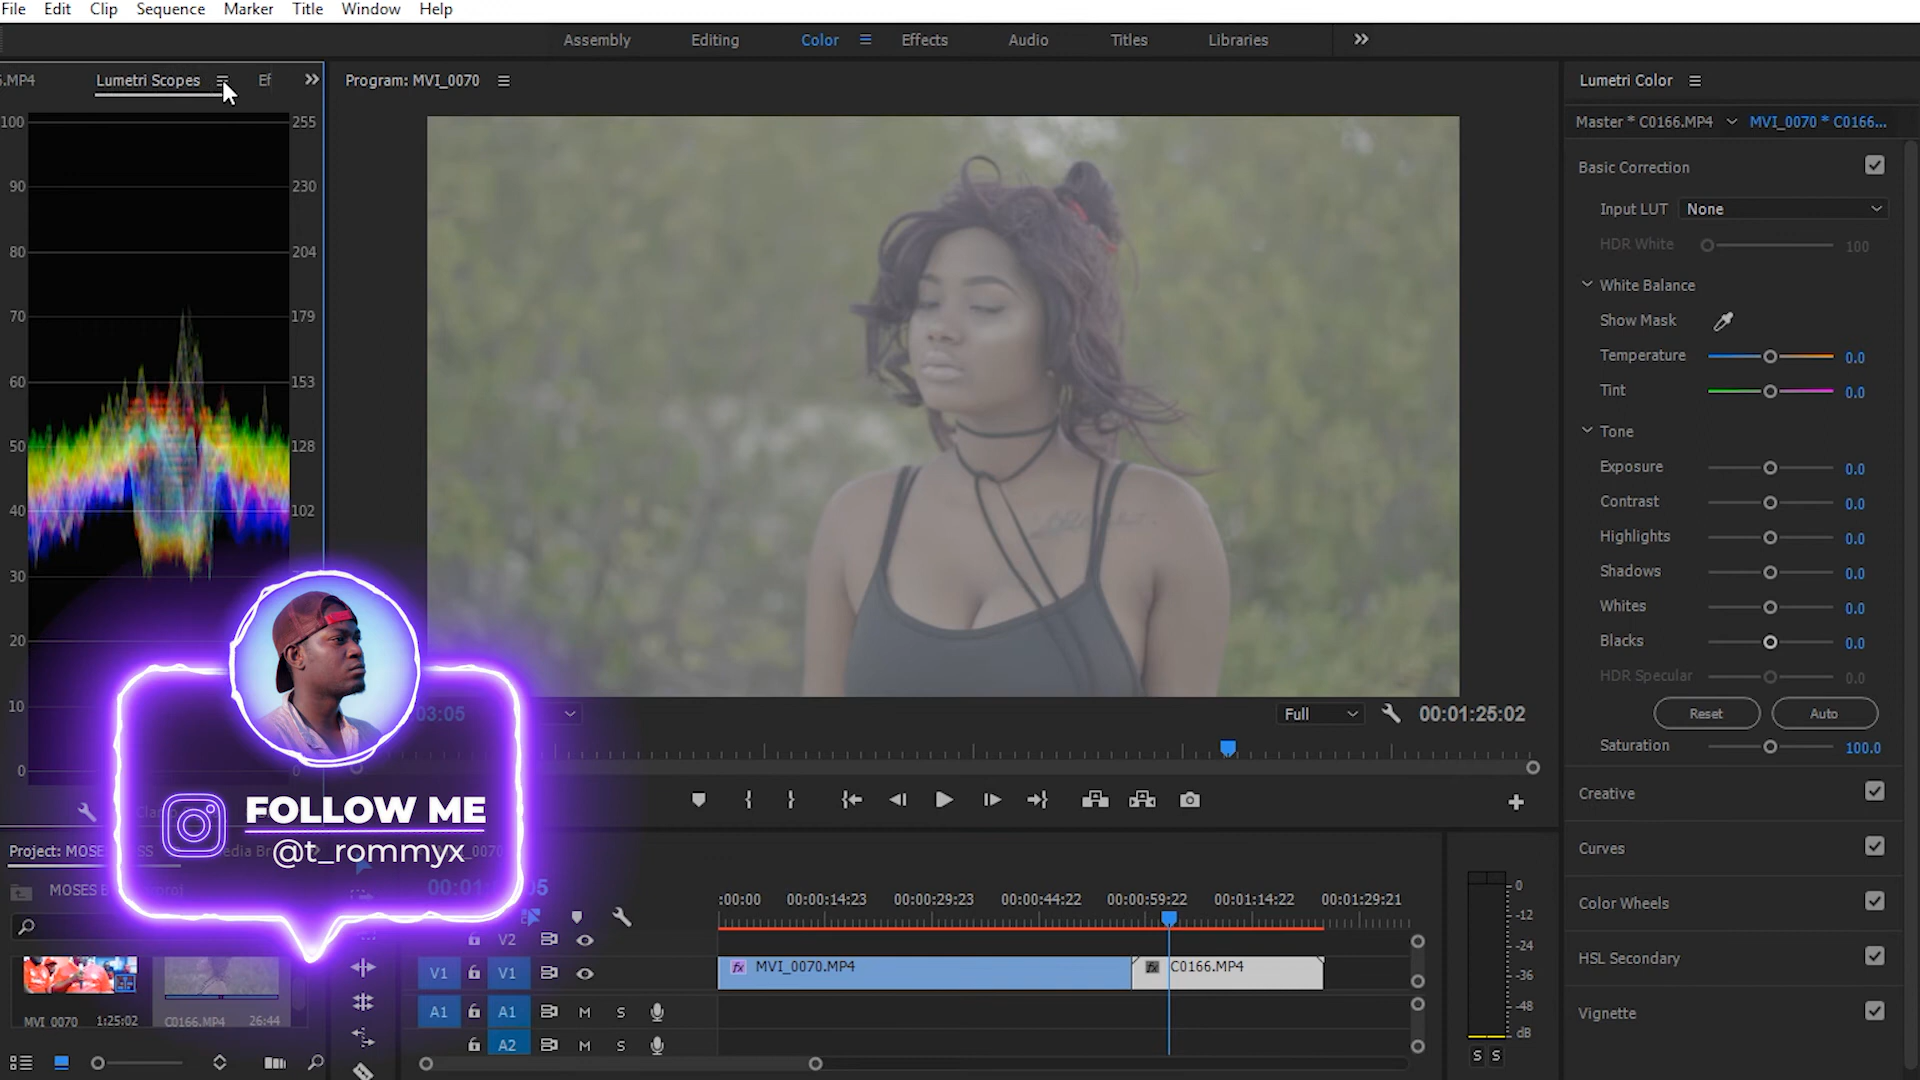 File Edit Clip Sequence Marker Title Window Help
Assembly Editing Color Effects Audio Titles Libraries
.MP4 Lumetri Scopes Ef
Program: MVI_0070
Lumetri Color
Master * C0166.MP4 MVI_0070 * C0166...
Basic Correction
Input LUT None
HDR White 100
White Balance
Show Mask
Temperature 0.0
Tint 0.0
Tone
Exposure 0.0
Contrast 0.0
Highlights 0.0
Shadows 0.0
Whites 0.0
Blacks 0.0
HDR Specular 0.0
Reset Auto
Saturation 100.0
Creative
Curves
Color Wheels
HSL Secondary
Vignette
100 255
90 230
80 204
70 179
60 153
50 128
40 102
30
20
10
0 0
03:05 Full 00:01:25:02
FOLLOW ME
@t_rommyx
Project: MOSES
:00:00 00:00:14:23 00:00:29:23 00:00:44:22 00:00:59:22 00:01:14:22 00:01:29:21
V2
V1 V1 MVI_0070.MP4 C0166.MP4
A1 A1 M S
A2 M S
MVI_0070 1:25:02 C0166.MP4 26:44
0
-12
-24
-36
-48
dB
S S